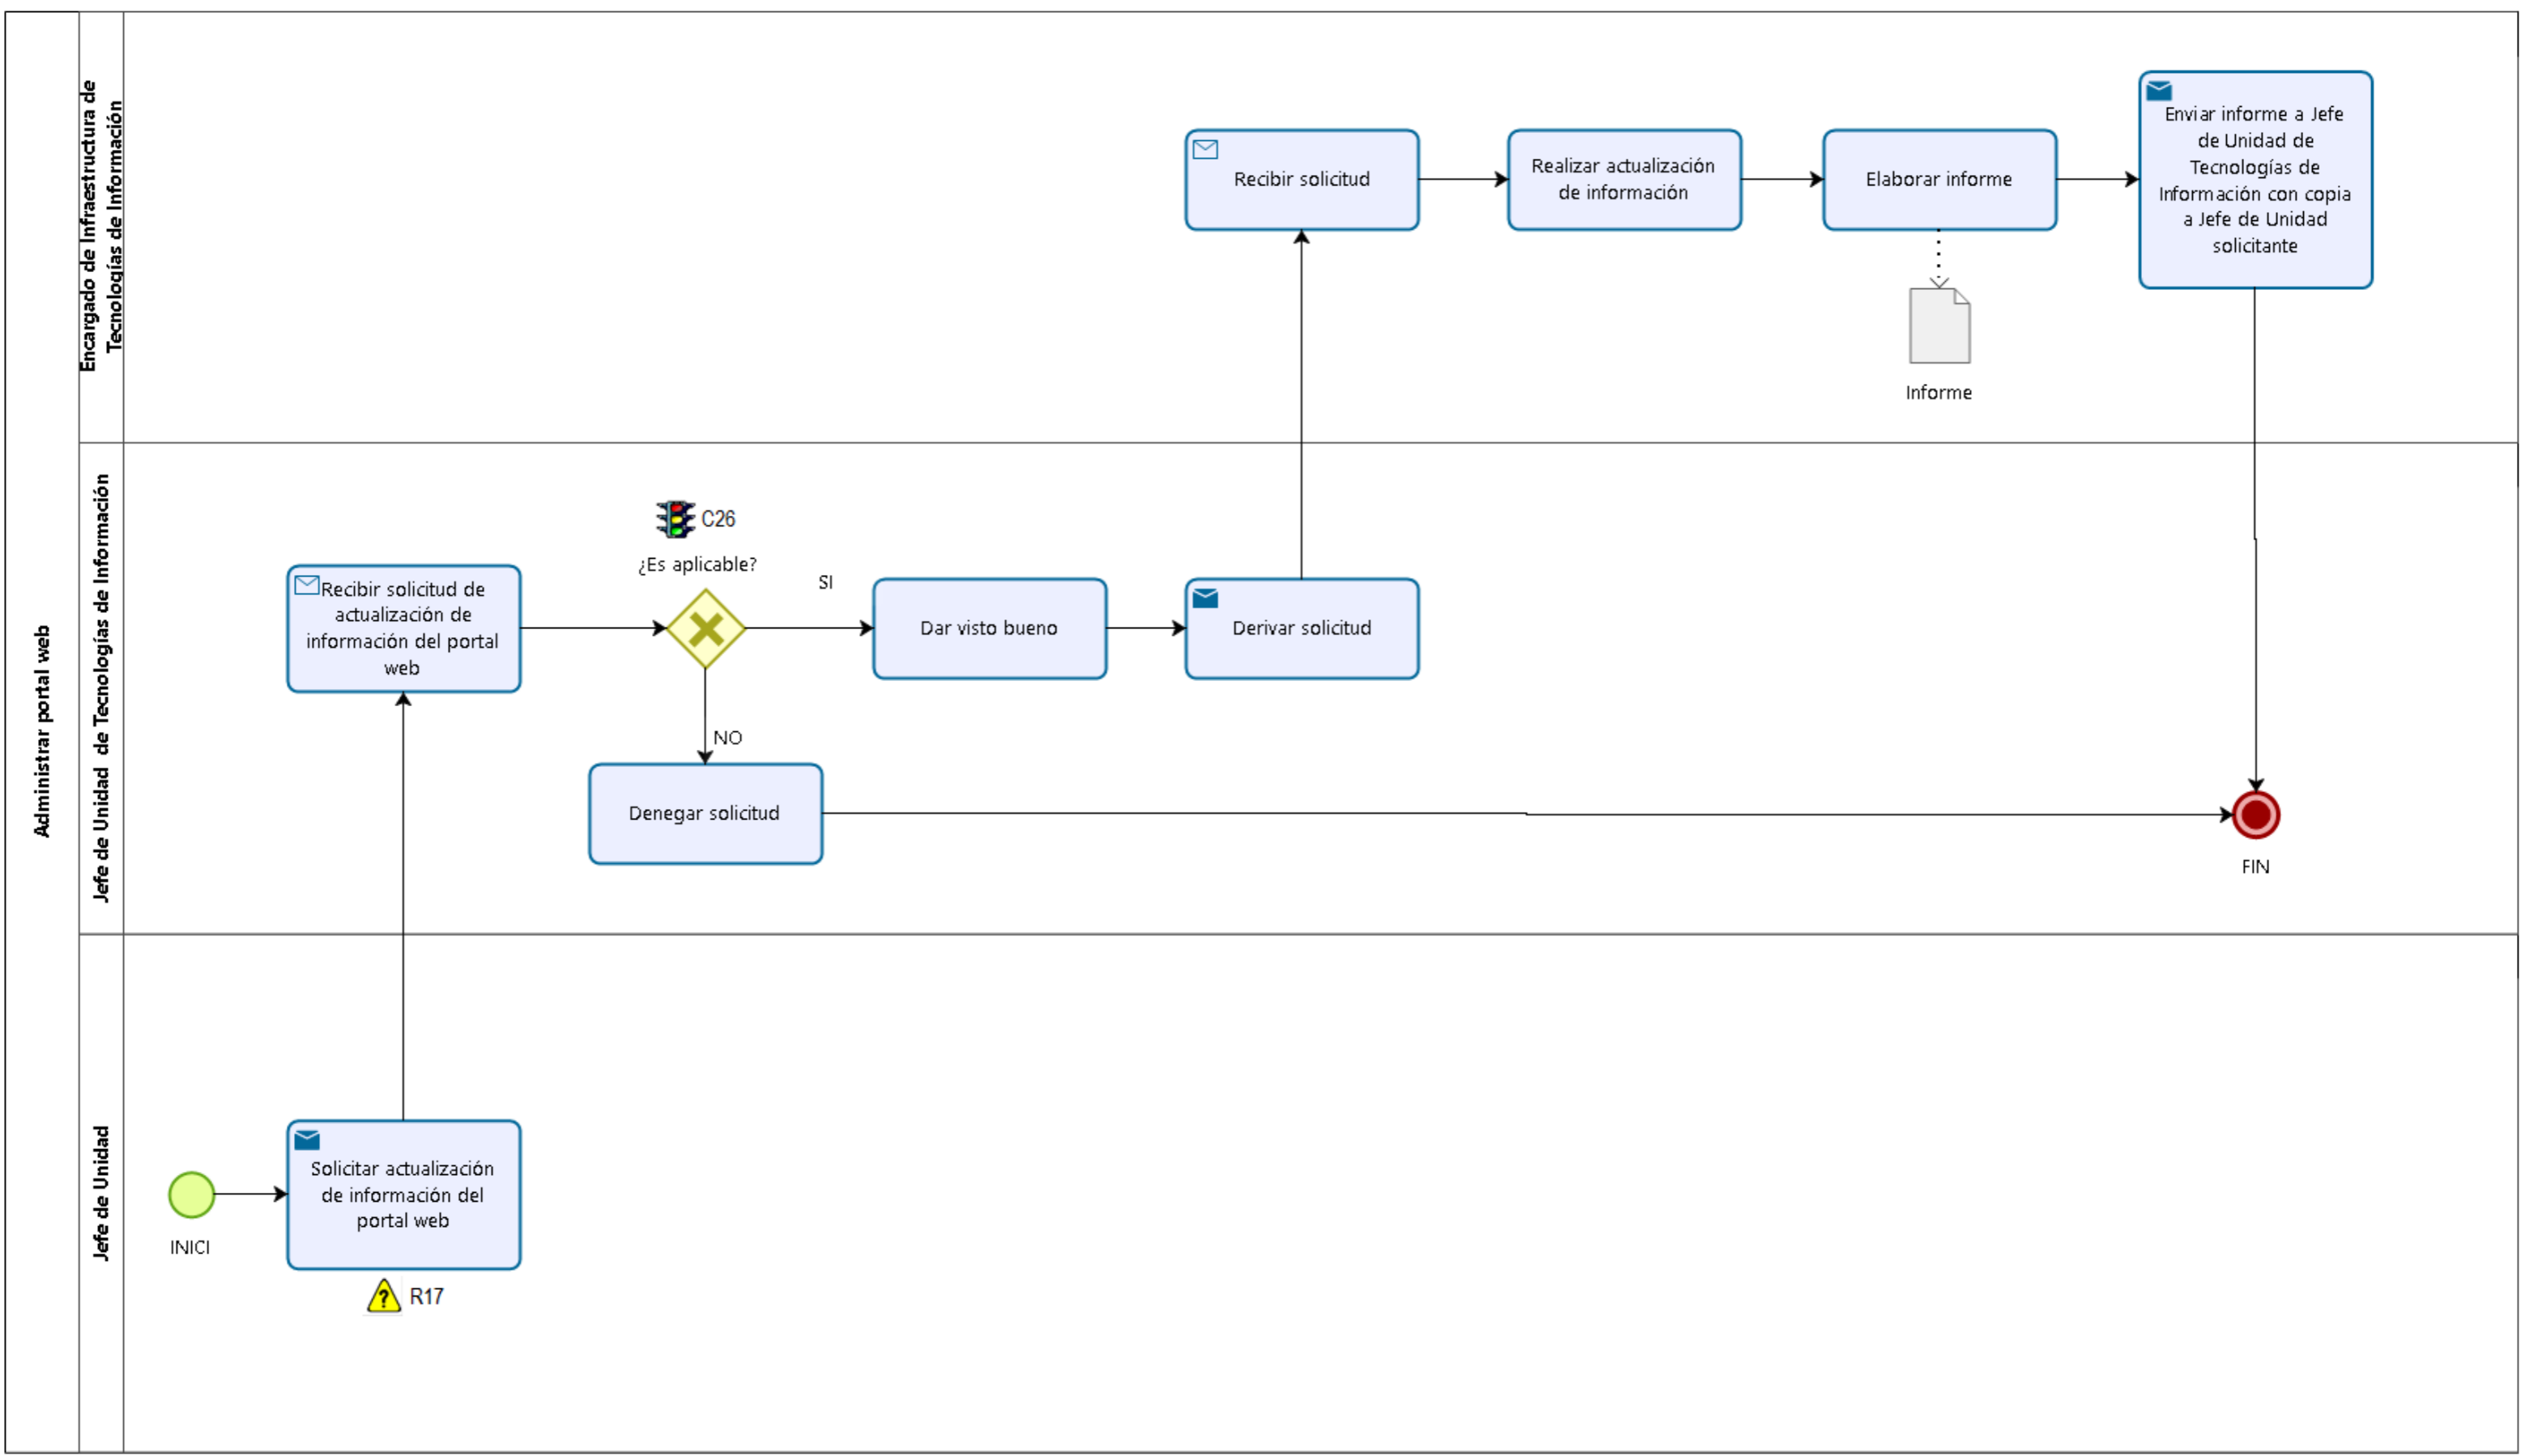 Administrar portal web
Encargado de Infraestructura de
Tecnologías de Información
Recibir solicitud
Realizar actualización
de información
Elaborar informe
Informe
Enviar informe a Jefe
de Unidad de
Tecnologías de
Información con copia
a Jefe de Unidad
solicitante
Jefe de Unidad de Tecnologías de Información
Recibir solicitud de
actualización de
información del portal
web
C26
¿Es aplicable?
SI
Dar visto bueno
Derivar solicitud
NO
Denegar solicitud
FIN
Jefe de Unidad
INICI
Solicitar actualización
de información del
portal web
? R17